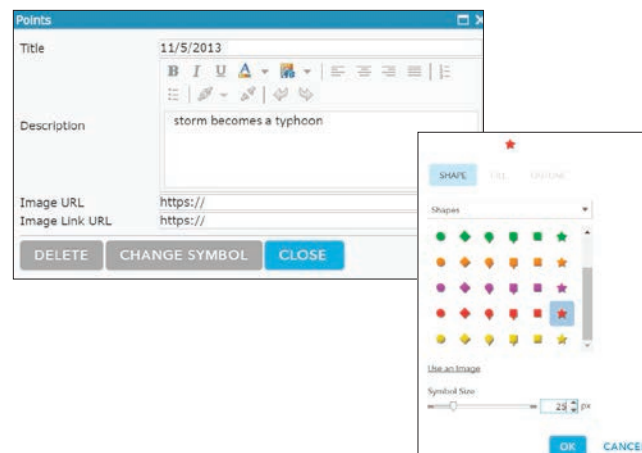 Points
Title
11/5/2013
B I U A
Description
storm becomes a typhoon
Image URL
https://
Image Link URL
https://
DELETE
CHANGE SYMBOL
CLOSE
SHAPE
FILL
OUTLINE
Shapes
Use an Image
Symbol Size
25
px
OK
CANCEL